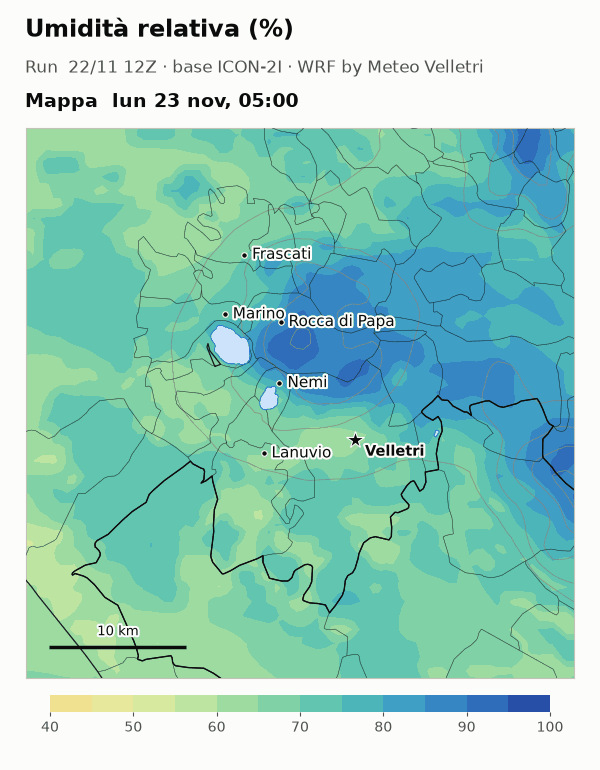 Umidità relativa (%)
Run  22/11 12Z · base ICON-2I · WRF by Meteo Velletri
Mappa  lun 23 nov, 05:00
Frascati
Marino
Rocca di Papa
Nemi
Velletri
Lanuvio
10 km
40 50 60 70 80 90 100